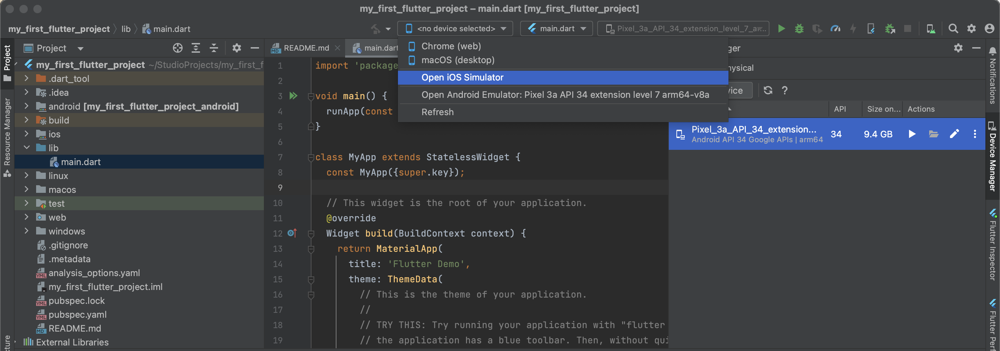 my_first_flutter_project – main.dart [my_first_flutter_project]
my_first_flutter_project lib main.dart
<no device selected> main.dart Pixel_3a_API_34_extension_level_7_ar...
Project
Resource Manager
Project
my_first_flutter_project ~/StudioProjects/my_first_f
.dart_tool
.idea
android [my_first_flutter_project_android]
build
ios
lib
main.dart
linux
macos
test
web
windows
.gitignore
.metadata
analysis_options.yaml
my_first_flutter_project.iml
pubspec.lock
pubspec.yaml
README.md
External Libraries
README.md
main.dart
1 import 'package
2
3 void main() {
4 runApp(const
5 }
6
7 class MyApp extends StatelessWidget {
8 const MyApp({super.key});
9
10 // This widget is the root of your application.
11 @override
12 Widget build(BuildContext context) {
13 return MaterialApp(
14 title: 'Flutter Demo',
15 theme: ThemeData(
16 // This is the theme of your application.
17 //
18 // TRY THIS: Try running your application with "flutter
19 // the application has a blue toolbar. Then, without qui
Chrome (web)
macOS (desktop)
Open iOS Simulator
Open Android Emulator: Pixel 3a API 34 extension level 7 arm64-v8a
Refresh
ger
hysical
vice ?
API Size on... Actions
Pixel_3a_API_34_extension... 34 9.4 GB
Android API 34 Google APIs | arm64
Notifications
Device Manager
Flutter Inspector
Flutter Perf
cture